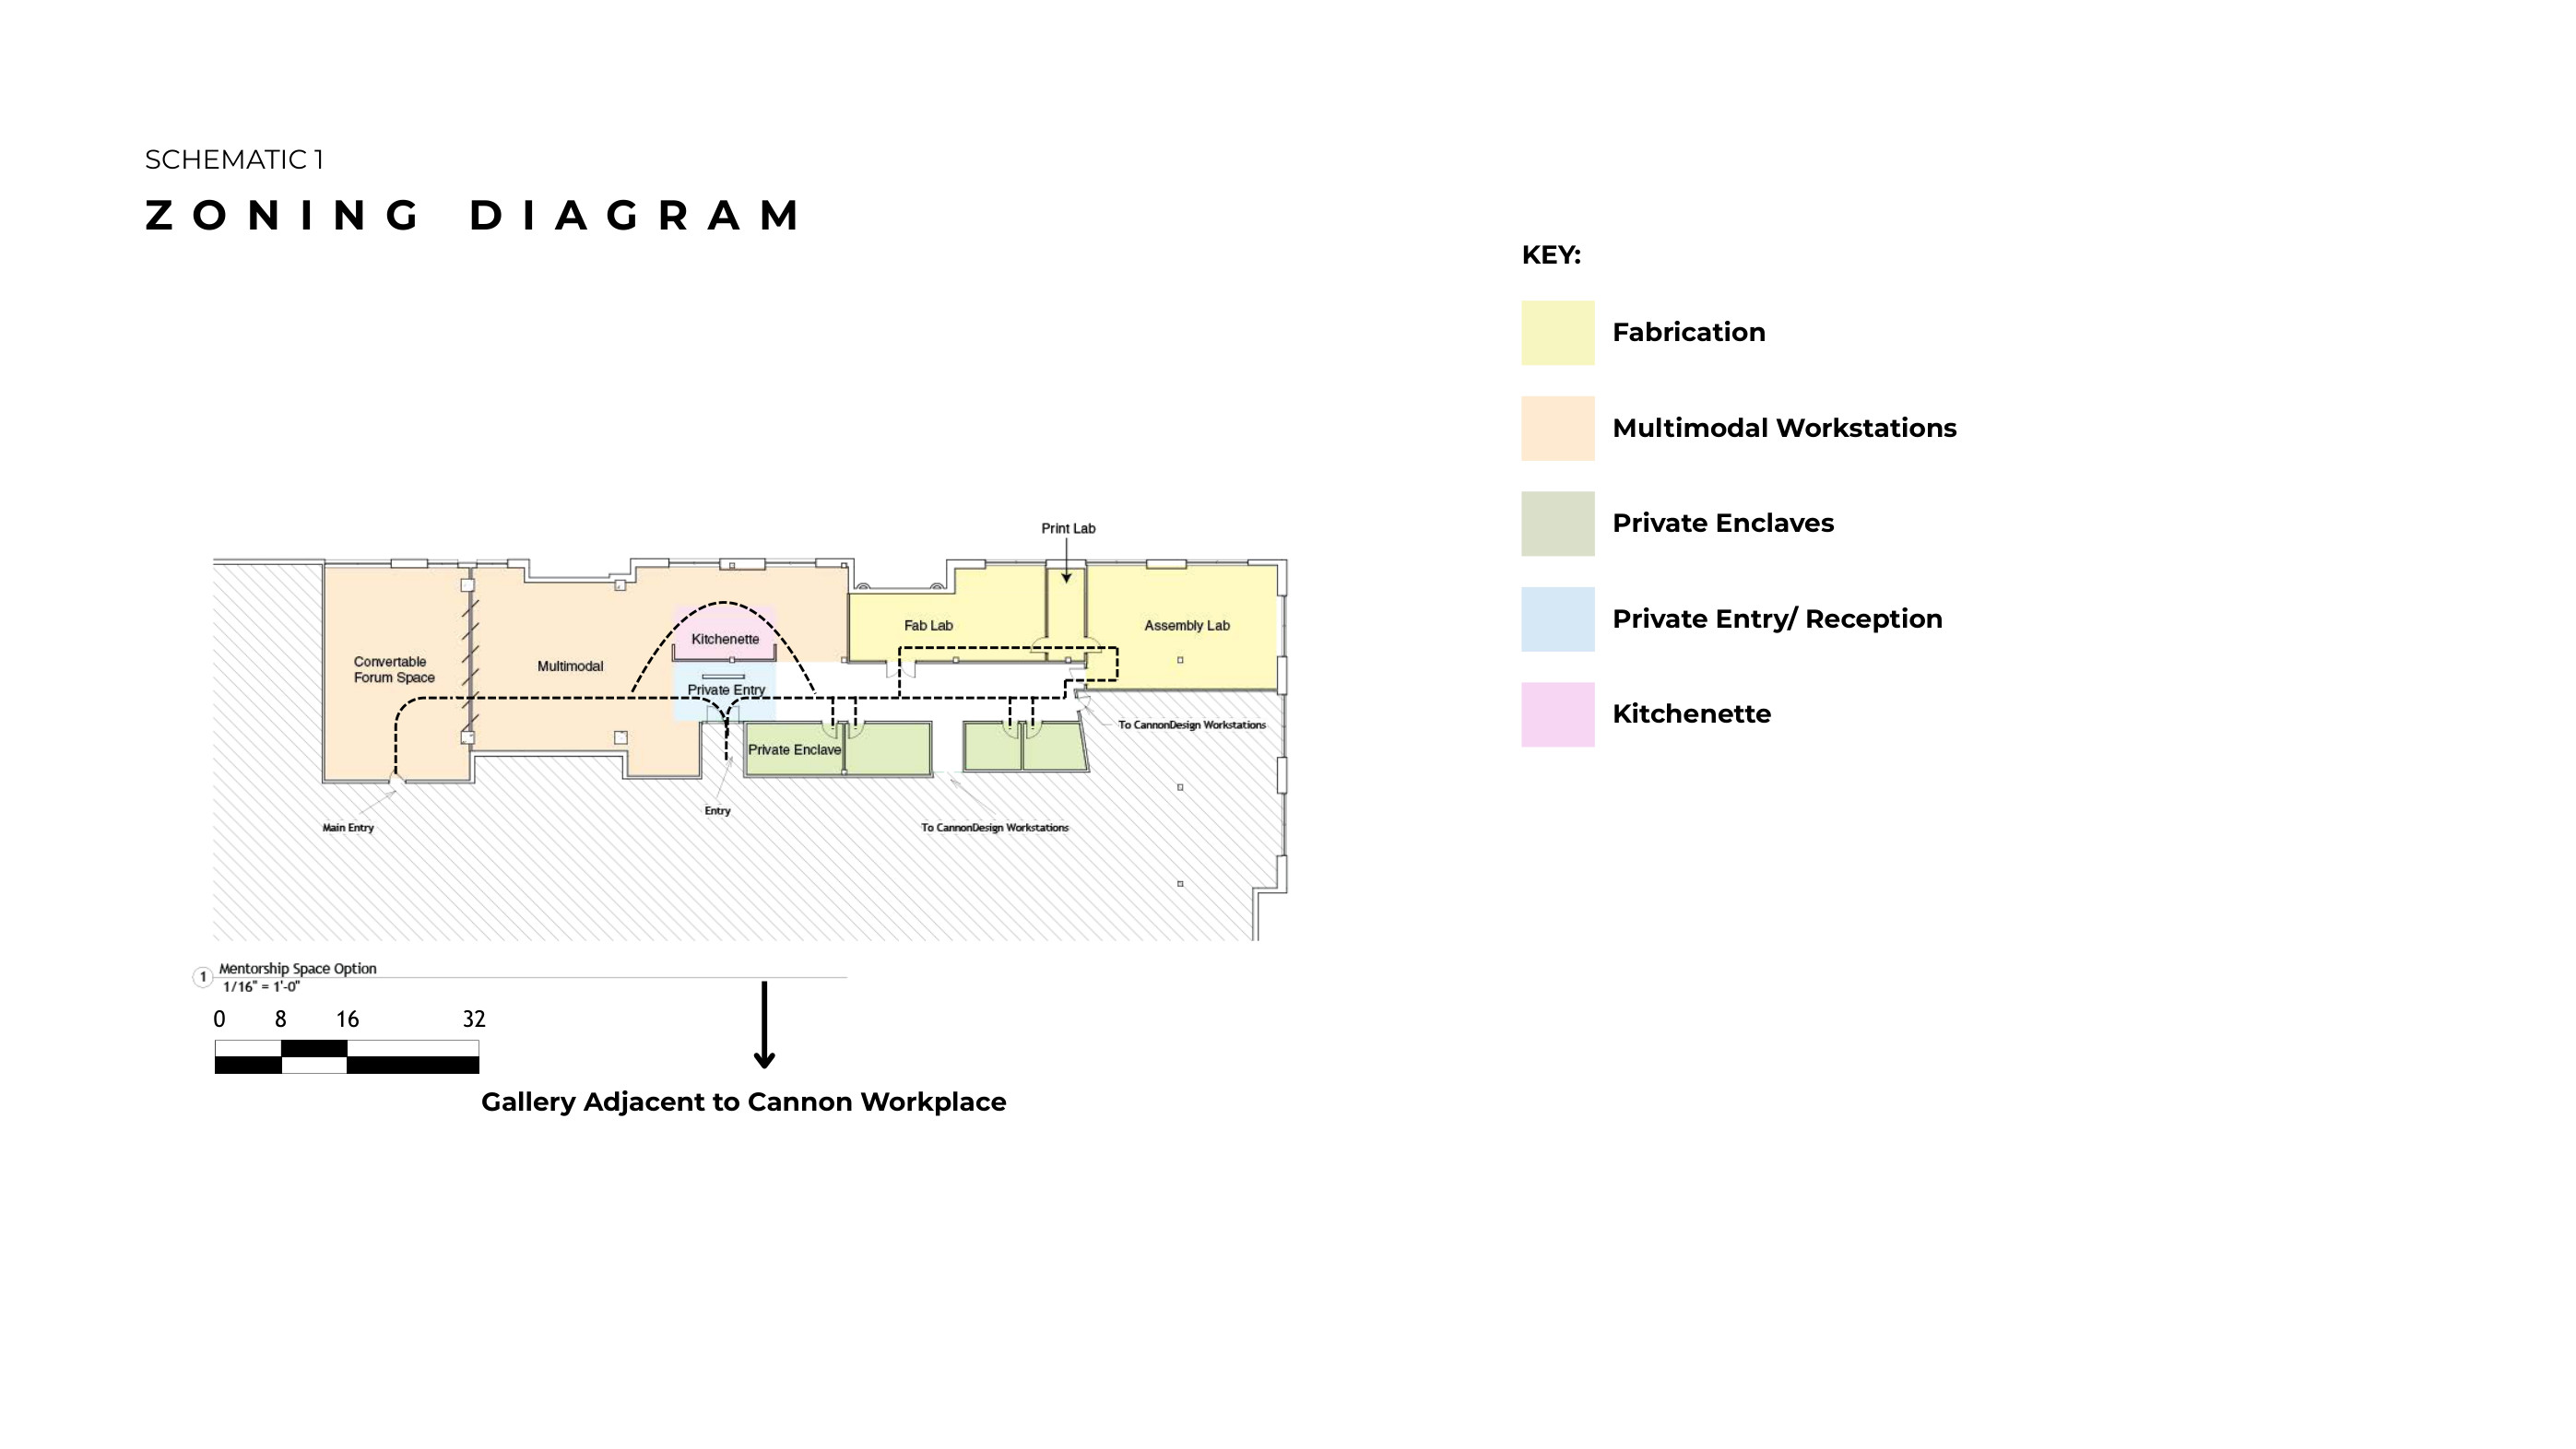 SCHEMATIC 1
ZONING DIAGRAM
KEY:
Fabrication
Multimodal Workstations
Private Enclaves
Private Entry/ Reception
Kitchenette
Print Lab
Fab Lab
Assembly Lab
Kitchenette
Convertable
Forum Space
Multimodal
Private Entry
To CannonDesign Workstations
Private Enclave
Entry
Main Entry
To CannonDesign Workstations
1
Mentorship Space Option
1/16" = 1'-0"
0 8 16 32
Gallery Adjacent to Cannon Workplace